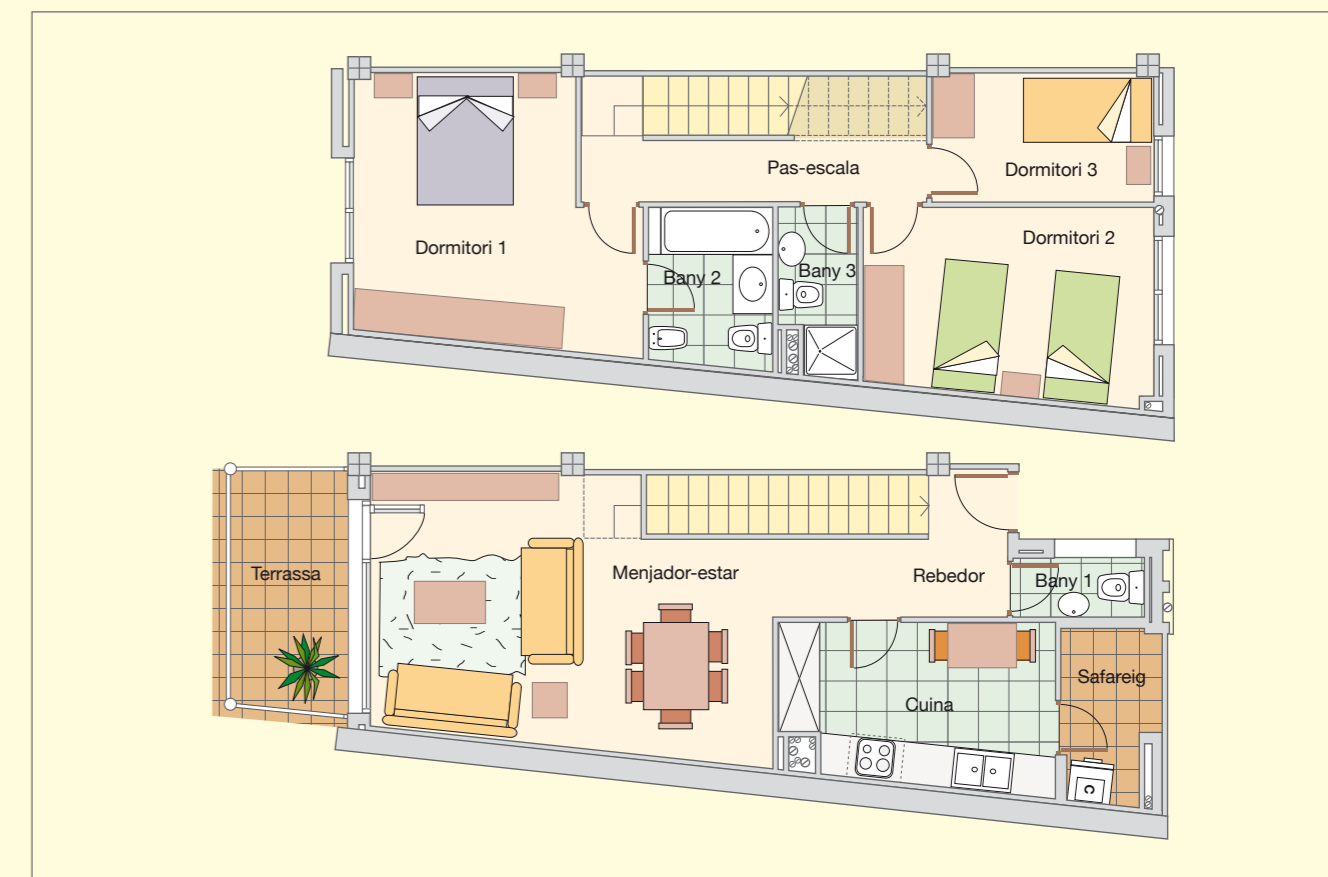 Pas-escala
Dormitori 3
Dormitori 1
Dormitori 2
Bany 2
Bany 3
Terrassa
Menjador-estar
Rebedor
Bany 1
Cuina
Safareig
C